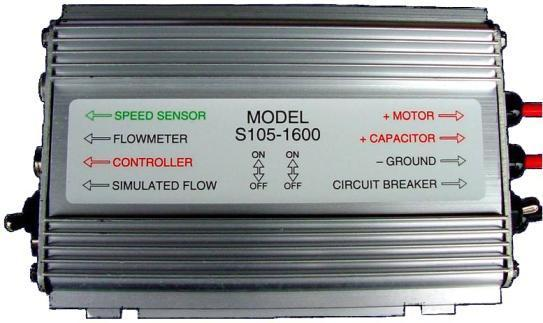 SPEED SENSOR
FLOWMETER
CONTROLLER
SIMULATED FLOW
MODEL
S105-1600
ON ON
OFF OFF
+ MOTOR
+ CAPACITOR
– GROUND
CIRCUIT BREAKER